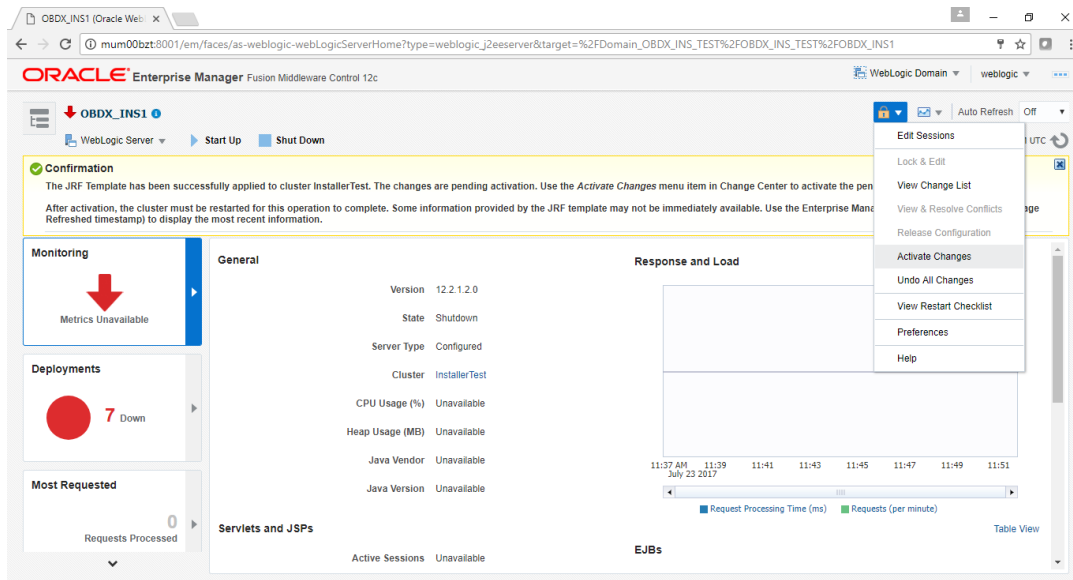 OBDX_INS1 (Oracle Web
mum00bzt:8001/em/faces/as-weblogic-webLogicServerHome?type=weblogic_j2eeserver&target=%2FDomain_OBDX_INS_TEST%2FOBDX_INS_TEST%2FOBDX_INS1
ORACLE Enterprise Manager Fusion Middleware Control 12c
WebLogic Domain
weblogic
OBDX_INS1
Auto Refresh Off
WebLogic Server
Start Up
Shut Down
UTC
Edit Sessions
Lock & Edit
View Change List
View & Resolve Conflicts
Release Configuration
Activate Changes
Undo All Changes
View Restart Checklist
Preferences
Help
Confirmation
The JRF Template has been successfully applied to cluster InstallerTest. The changes are pending activation. Use the Activate Changes menu item in Change Center to activate the pen
After activation, the cluster must be restarted for this operation to complete. Some information provided by the JRF template may not be immediately available. Use the Enterprise Mana
Refreshed timestamp) to display the most recent information.
Monitoring
Metrics Unavailable
Deployments
7 Down
Most Requested
0
Requests Processed
General
Version 12.2.1.2.0
State Shutdown
Server Type Configured
Cluster InstallerTest
CPU Usage (%) Unavailable
Heap Usage (MB) Unavailable
Java Vendor Unavailable
Java Version Unavailable
Servlets and JSPs
Active Sessions Unavailable
Response and Load
11:37 AM 11:39 11:41 11:43 11:45 11:47 11:49 11:51
July 23 2017
Request Processing Time (ms) Requests (per minute)
Table View
EJBs